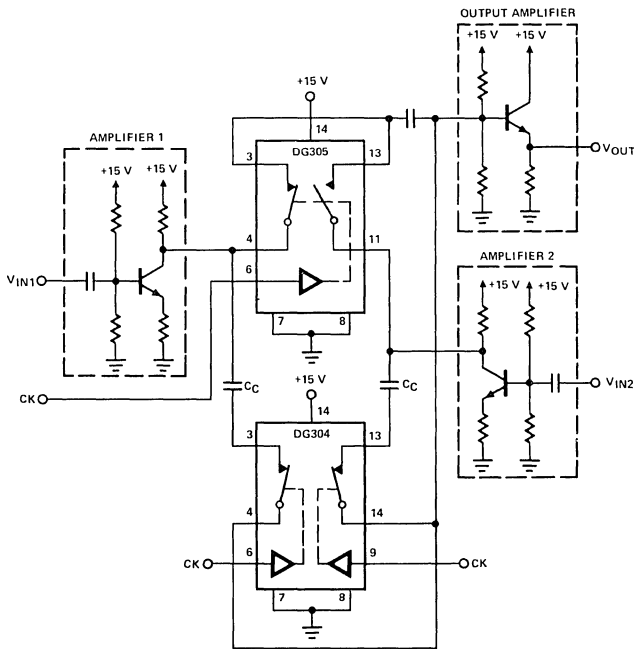 OUTPUT AMPLIFIER
+15 V +15 V
VOUT
+15 V
14
DG305
3 13
4 11
6
7 8
AMPLIFIER 1
+15 V +15 V
VIN1
CK
AMPLIFIER 2
+15 V +15 V
VIN2
CC CC
+15 V
14
DG304
3 13
4 14
CK 6 9 CK
7 8